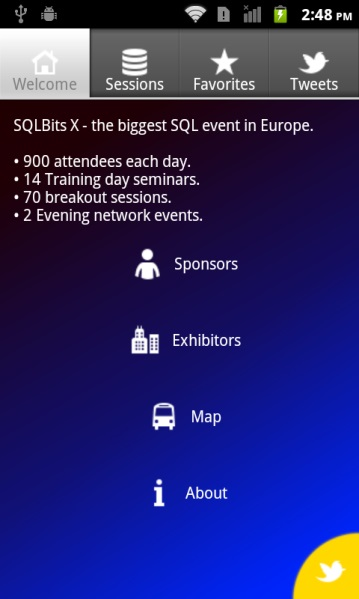 2:48 PM
Welcome Sessions Favorites Tweets
SQLBits X - the biggest SQL event in Europe.
• 900 attendees each day.
• 14 Training day seminars.
• 70 breakout sessions.
• 2 Evening network events.
Sponsors
Exhibitors
Map
About